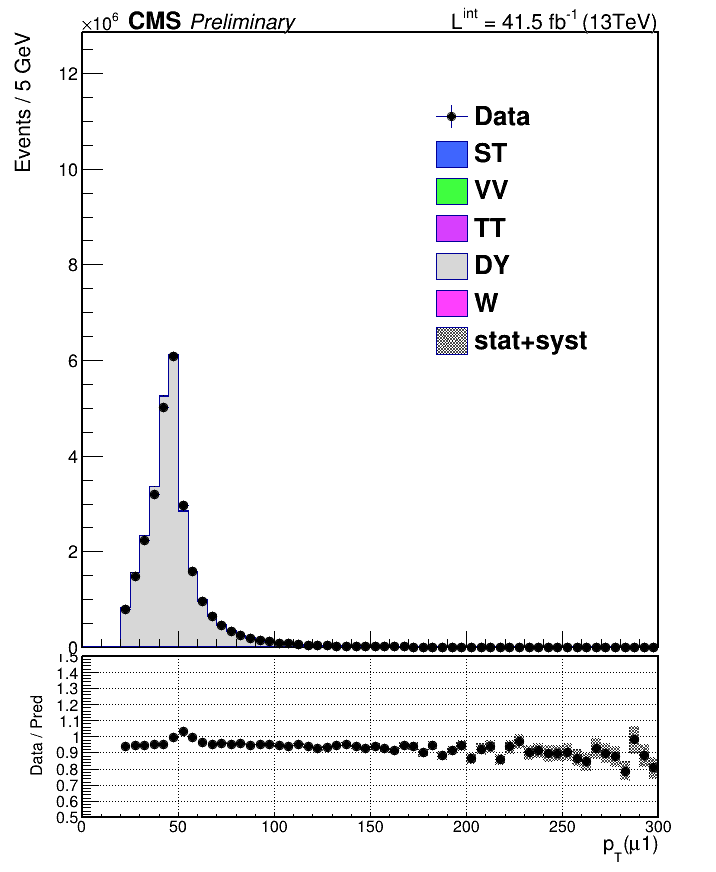 ×10⁶ CMS Preliminary L^int = 41.5 fb⁻¹ (13TeV)
Events / 5 GeV
12
10
8
6
4
2
0
Data
ST
VV
TT
DY
W
stat+syst
Data / Pred
1.5
1.4
1.3
1.2
1.1
1
0.9
0.8
0.7
0.6
0.5
0 50 100 150 200 250 300
p_T(μ1)